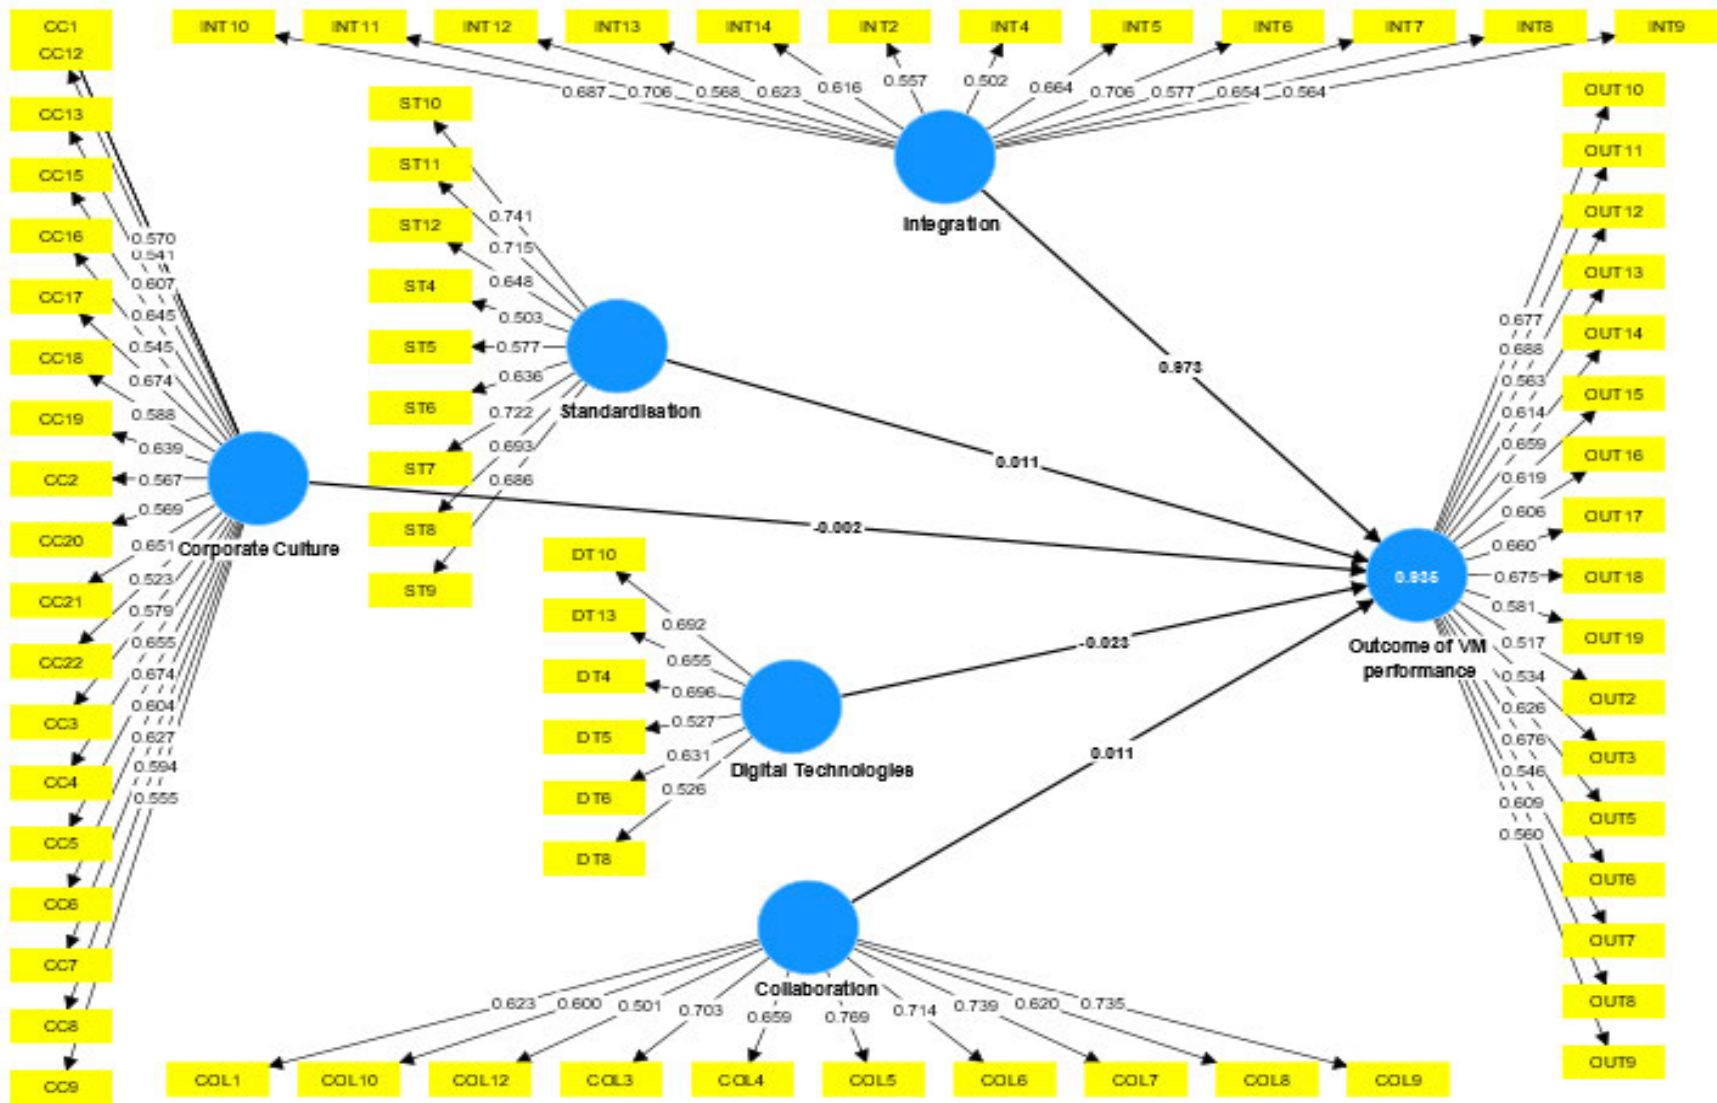 CC1
CC12
CC13
CC15
CC16
CC17
CC18
CC19
CC2
CC20
CC21
CC22
CC3
CC4
CC5
CC6
CC7
CC8
CC9
0.570
0.541
0.607
0.645
0.545
0.674
0.588
0.639
0.567
0.569
0.651
0.523
0.579
0.655
0.674
0.604
0.627
0.594
0.555
Corporate Culture
INT10 INT11 INT12 INT13 INT14 INT2 INT4 INT5 INT6 INT7 INT8 INT9
0.687 0.706 0.568 0.623 0.616 0.557 0.502 0.664 0.706 0.577 0.654 0.564
Integration
ST10
ST11
ST12
ST4
ST5
ST6
ST7
ST8
ST9
0.741
0.715
0.648
0.503
0.577
0.636
0.722
0.693
0.686
Standardisation
0.973
0.011
-0.002
-0.023
0.011
DT10
DT13
DT4
DT5
DT6
DT8
0.692
0.655
0.696
0.527
0.631
0.526
Digital Technologies
Collaboration
0.623 0.600 0.501 0.703 0.659 0.769 0.714 0.739 0.620 0.735
COL1 COL10 COL12 COL3 COL4 COL5 COL6 COL7 COL8 COL9
0.935
Outcome of VM
performance
0.677
0.688
0.563
0.614
0.659
0.619
0.606
0.660
0.675
0.581
0.517
0.534
0.626
0.676
0.546
0.609
0.560
OUT10
OUT11
OUT12
OUT13
OUT14
OUT15
OUT16
OUT17
OUT18
OUT19
OUT2
OUT3
OUT5
OUT6
OUT7
OUT8
OUT9